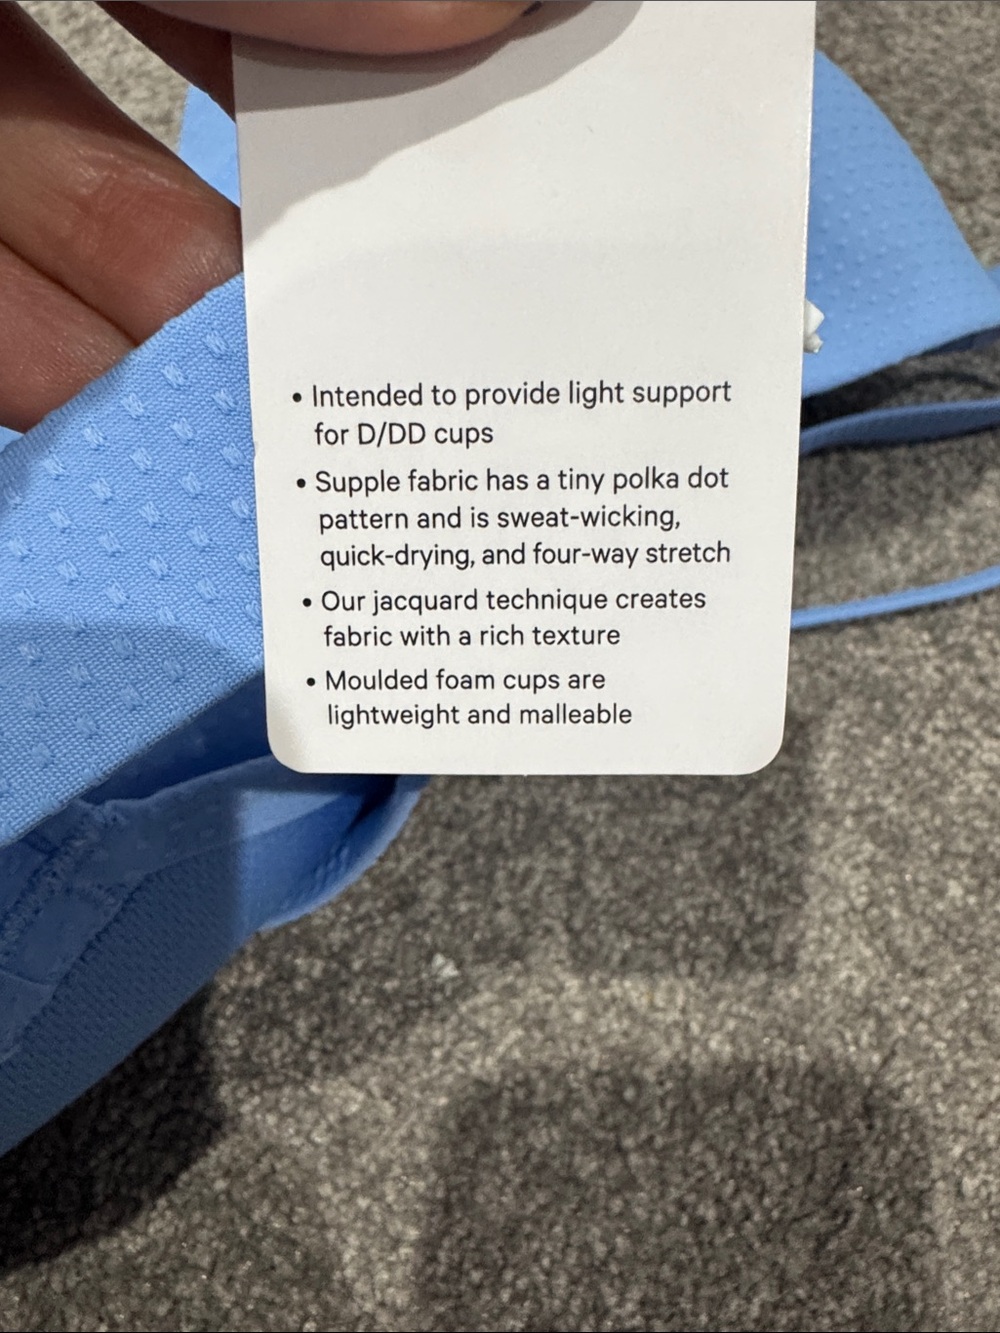 • Intended to provide light support
for D/DD cups
• Supple fabric has a tiny polka dot
pattern and is sweat-wicking,
quick-drying, and four-way stretch
• Our jacquard technique creates
fabric with a rich texture
• Moulded foam cups are
lightweight and malleable